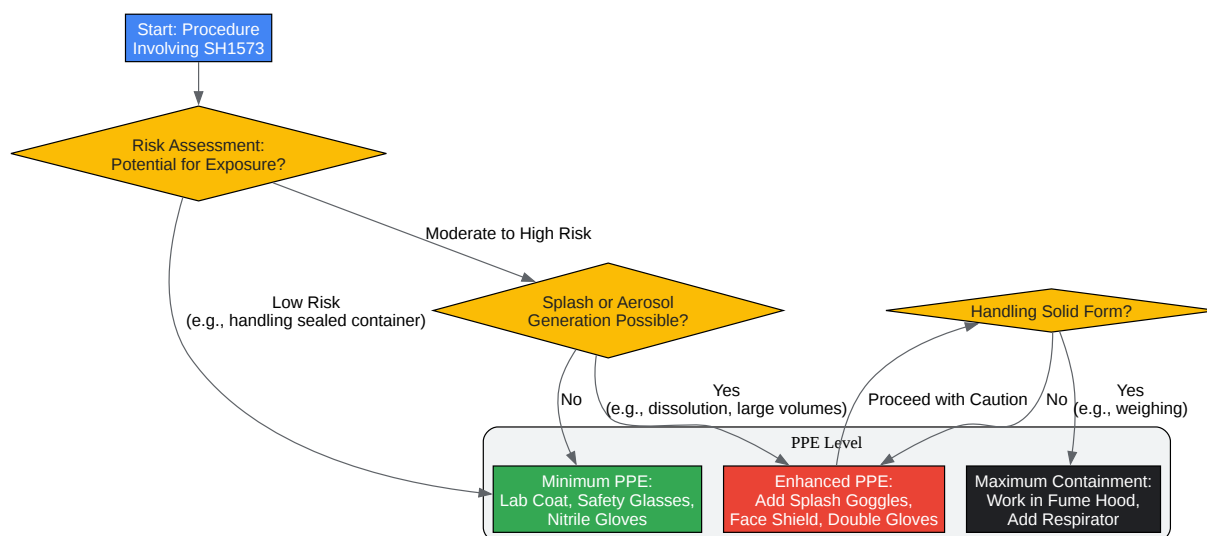 Start: Procedure
Involving SH1573
Risk Assessment:
Potential for Exposure?
Moderate to High Risk
Low Risk
(e.g., handling sealed container)
Splash or Aerosol
Generation Possible?
Handling Solid Form?
No
Yes
(e.g., dissolution, large volumes)
Proceed with Caution
No
Yes
(e.g., weighing)
PPE Level
Minimum PPE:
Lab Coat, Safety Glasses,
Nitrile Gloves
Enhanced PPE:
Add Splash Goggles,
Face Shield, Double Gloves
Maximum Containment:
Work in Fume Hood,
Add Respirator